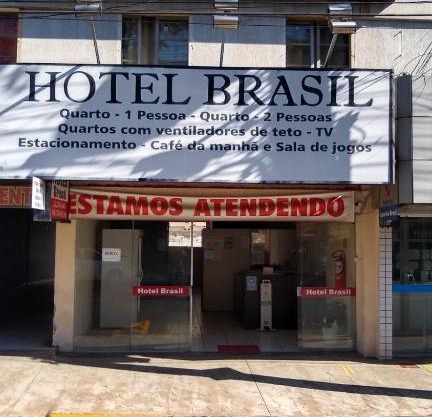 HOTEL BRASIL
Quarto - 1 Pessoa - Quarto - 2 Pessoas
Quartos com ventiladores de teto - TV
Estacionamento - Café da manhã e Sala de jogos
ESTAMOS ATENDENDO
Hotel Brasil
Hotel Brasil